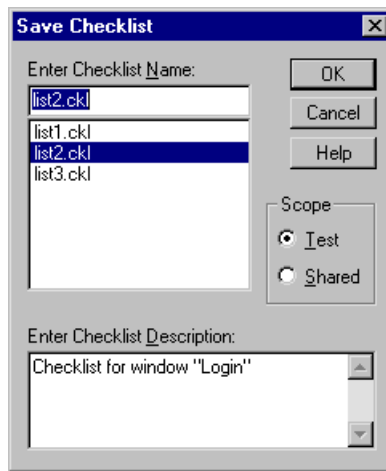 Save Checklist
Enter Checklist Name:
list2.ckl
list1.ckl
list2.ckl
list3.ckl
OK
Cancel
Help
Scope
Test
Shared
Enter Checklist Description:
Checklist for window "Login"